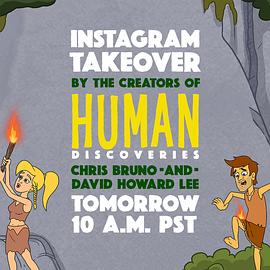 INSTAGRAM
TAKEOVER
BY THE CREATORS OF
HUMAN
DISCOVERIES
CHRIS BRUNO -AND-
DAVID HOWARD LEE
TOMORROW
10 A.M. PST